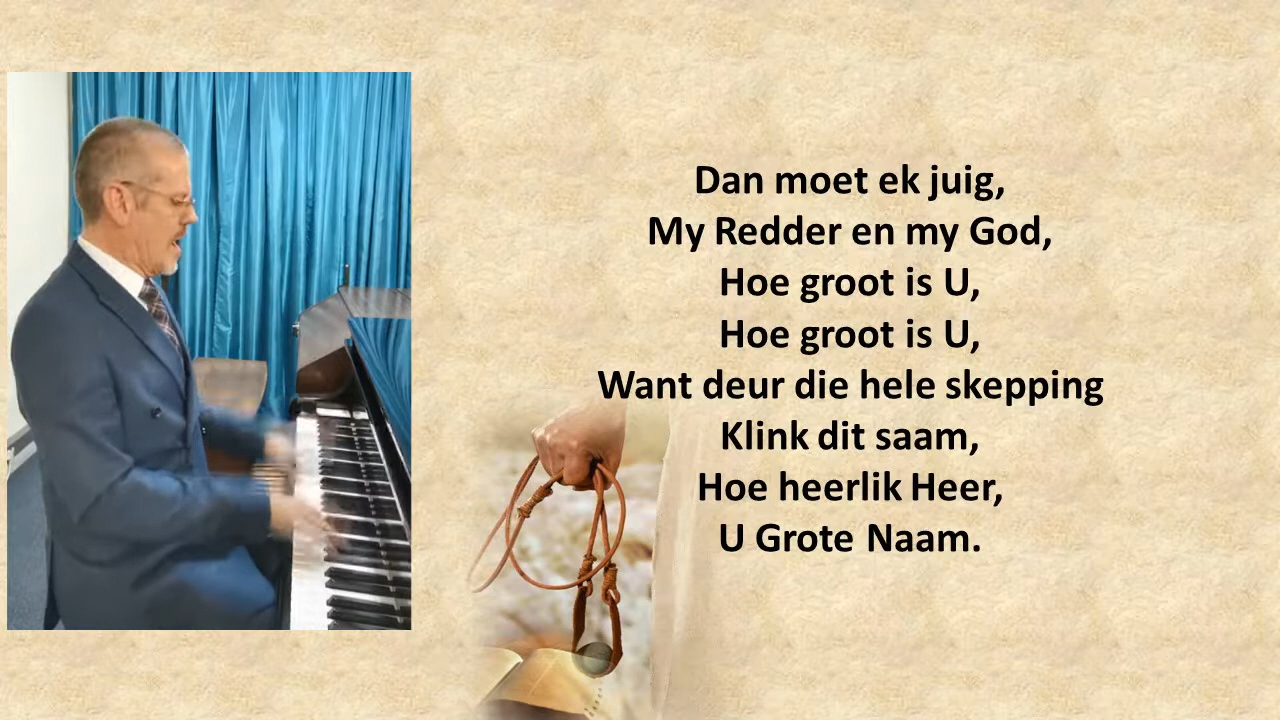 Dan moet ek juig,
My Redder en my God,
Hoe groot is U,
Hoe groot is U,
Want deur die hele skepping
Klink dit saam,
Hoe heerlik Heer,
U Grote Naam.